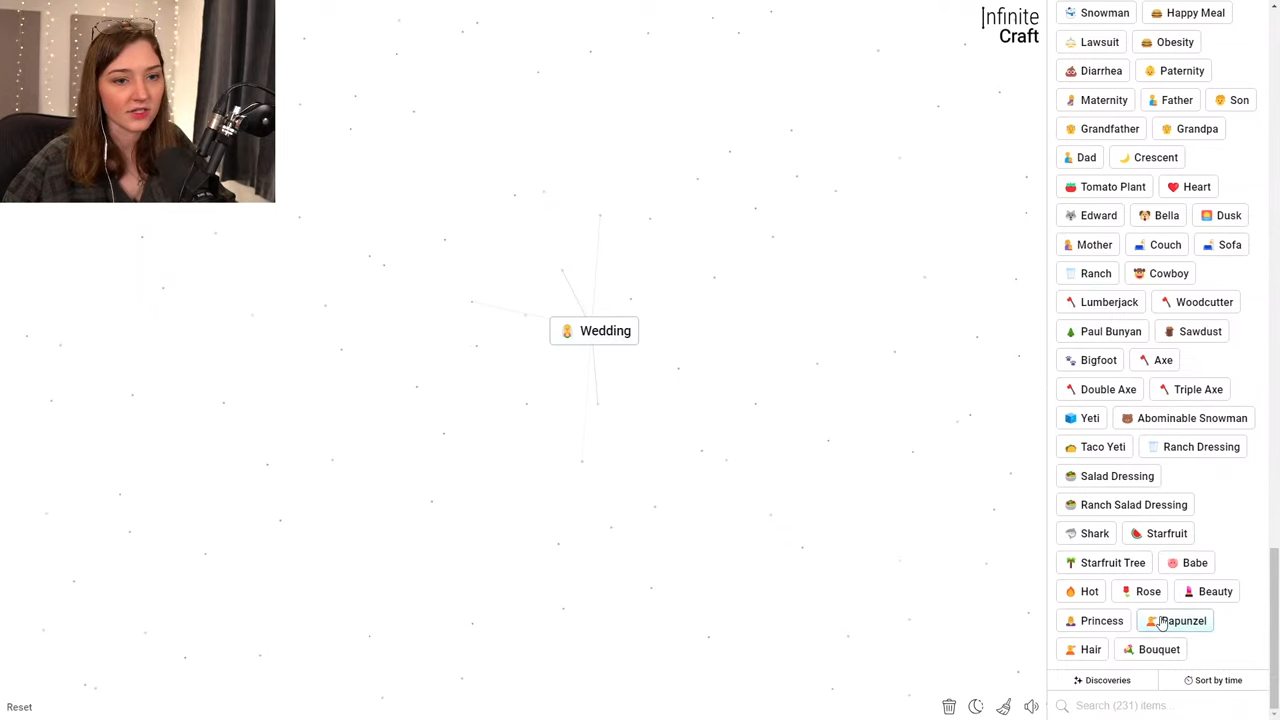 Infinite
Craft
Snowman Happy Meal
Lawsuit Obesity
Diarrhea Paternity
Maternity Father Son
Grandfather Grandpa
Dad Crescent
Tomato Plant Heart
Edward Bella Dusk
Mother Couch Sofa
Ranch Cowboy
Lumberjack Woodcutter
Wedding
Paul Bunyan Sawdust
Bigfoot Axe
Double Axe Triple Axe
Yeti Abominable Snowman
Taco Yeti Ranch Dressing
Salad Dressing
Ranch Salad Dressing
Shark Starfruit
Starfruit Tree Babe
Hot Rose Beauty
Princess Rapunzel
Hair Bouquet
Discoveries Sort by time
Reset
Search (231) items...